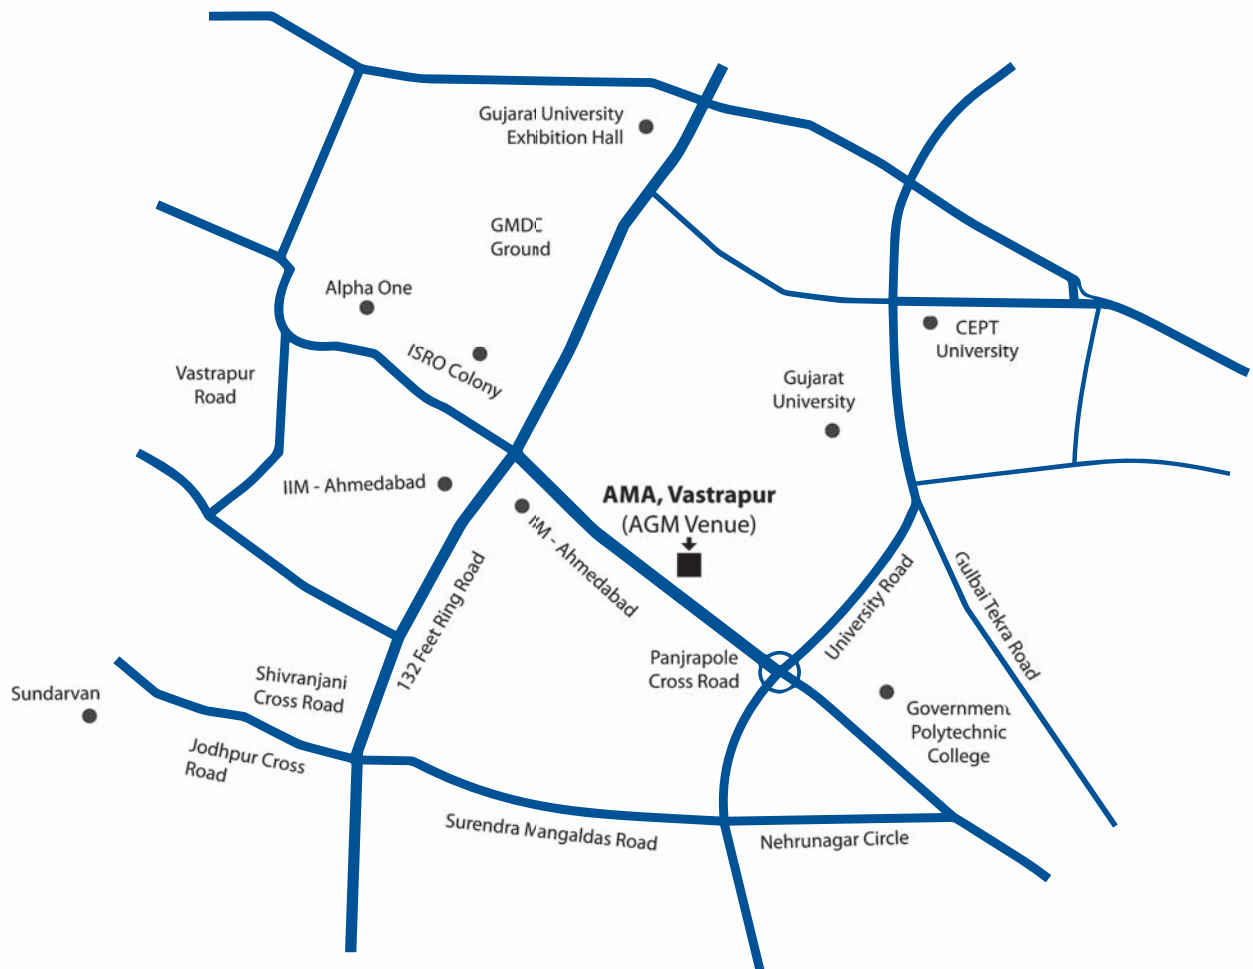 Gujarat University
Exhibition Hall
GMDC
Ground
Alpha One
ISRO Colony
CEPT
University
Vastrapur
Road
Gujarat
University
IIM - Ahmedabad
AMA, Vastrapur
(AGM Venue)
IIM - Ahmedabad
132 Feet Ring Road
University Road
Gulbai Tekra Road
Panjrapole
Cross Road
Shivranjani
Cross Road
Sundarvan
Government
Polytechnic
College
Jodhpur Cross
Road
Surendra Mangaldas Road
Nehrunagar Circle